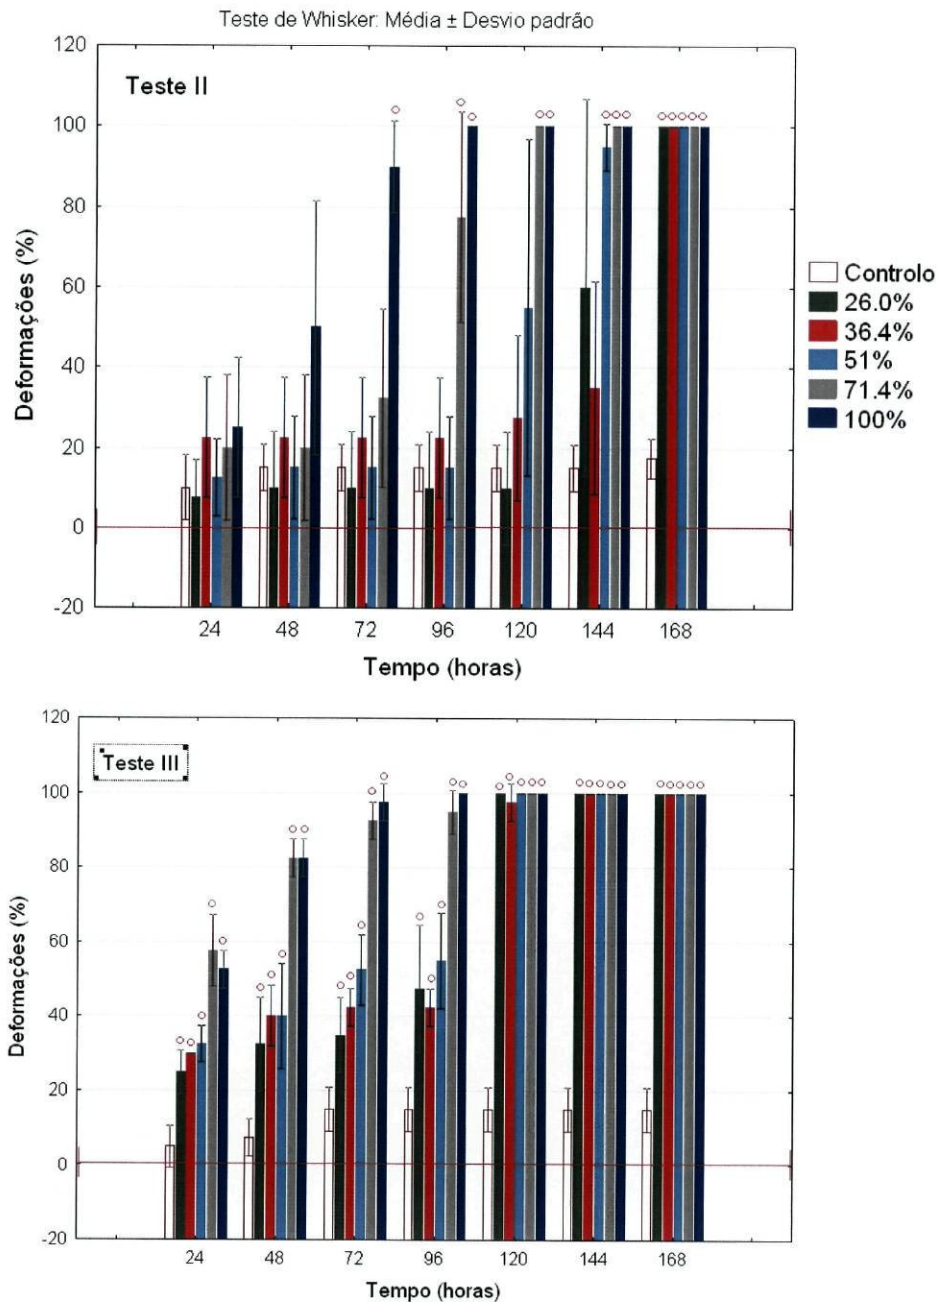 Teste de Whisker: Média ± Desvio padrão
Teste II
120
100
80
60
40
20
0
-20
Deformações (%)
24 48 72 96 120 144 168
Tempo (horas)
Controlo
26.0%
36.4%
51%
71.4%
100%
Teste III
120
100
80
60
40
20
0
-20
Deformações (%)
24 48 72 96 120 144 168
Tempo (horas)